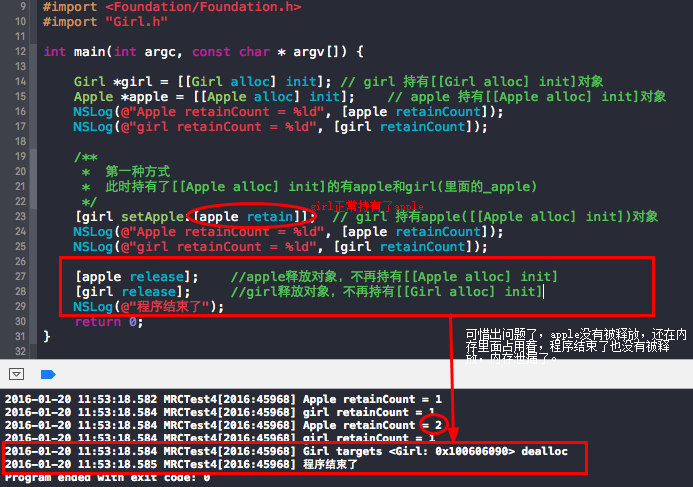 9 #import <Foundation/Foundation.h>
10 #import "Girl.h"
11
12 int main(int argc, const char * argv[]) {
13
14 Girl *girl = [[Girl alloc] init]; // girl 持有[[Girl alloc] init]对象
15 Apple *apple = [[Apple alloc] init]; // apple 持有[[Apple alloc] init]对象
16 NSLog(@"Apple retainCount = %ld", [apple retainCount]);
17 NSLog(@"girl retainCount = %ld", [girl retainCount]);
18
19 /**
20 * 第一种方式
21 * 此时持有了[[Apple alloc] init]的有apple和girl(里面的_apple)
22 */
girl正常持有了apple
23 [girl setApple:[apple retain]]; // girl 持有apple([[Apple alloc] init])对象
24 NSLog(@"Apple retainCount = %ld", [apple retainCount]);
25 NSLog(@"girl retainCount = %ld", [girl retainCount]);
26
27 [apple release]; //apple释放对象，不再持有[[Apple alloc] init]
28 [girl release]; //girl释放对象，不再持有[[Girl alloc] init]
29 NSLog(@"程序结束了");
30 return 0;
31 }
32
可惜出问题了，apple没有被释放，还在内
存里面占用着，程序结束了也没有被释
放，内存泄漏了。
2016-01-20 11:53:18.582 MRCTest4[2016:45968] Apple retainCount = 1
2016-01-20 11:53:18.584 MRCTest4[2016:45968] girl retainCount = 1
2016-01-20 11:53:18.584 MRCTest4[2016:45968] Apple retainCount = 2
2016-01-20 11:53:18.584 MRCTest4[2016:45968] girl retainCount = 1
2016-01-20 11:53:18.584 MRCTest4[2016:45968] Girl targets <Girl: 0x100606090> dealloc
2016-01-20 11:53:18.585 MRCTest4[2016:45968] 程序结束了
Program ended with exit code: 0